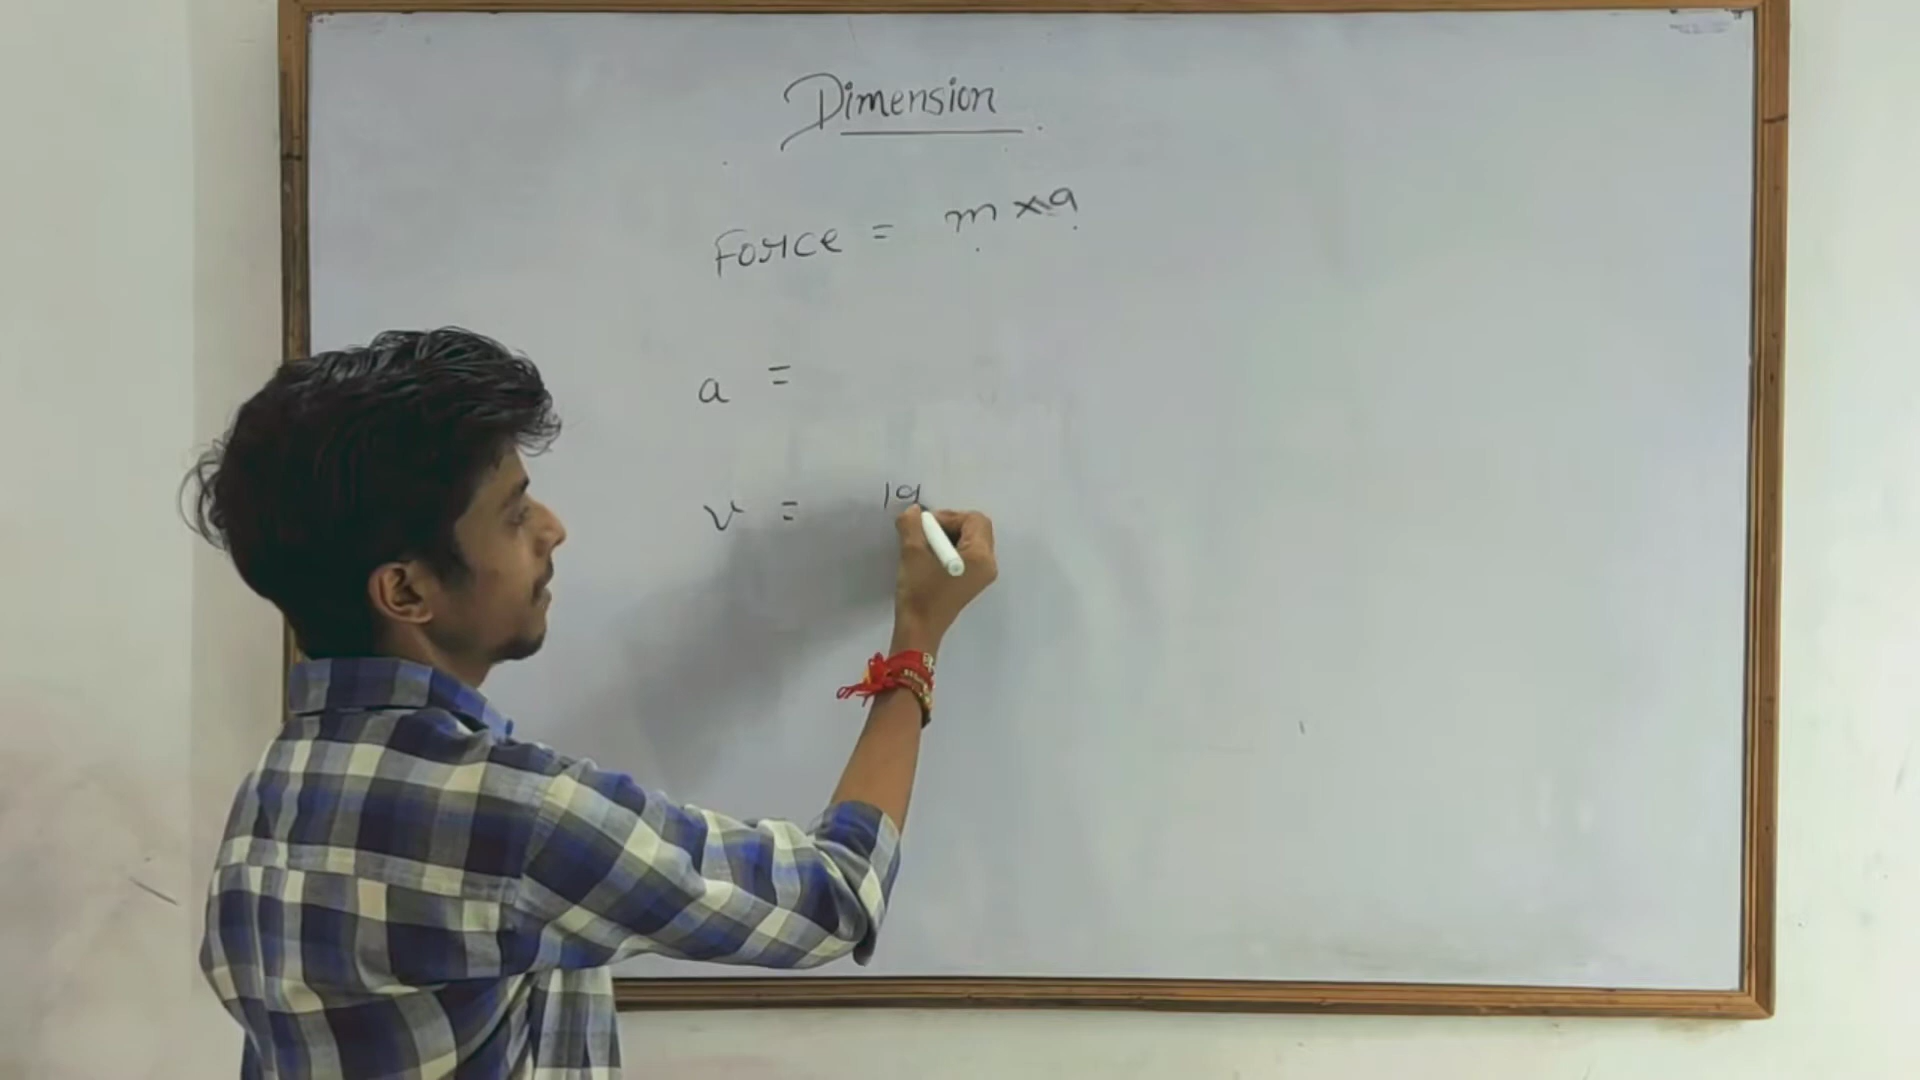 Dimension
Force = m × a
a =
v =